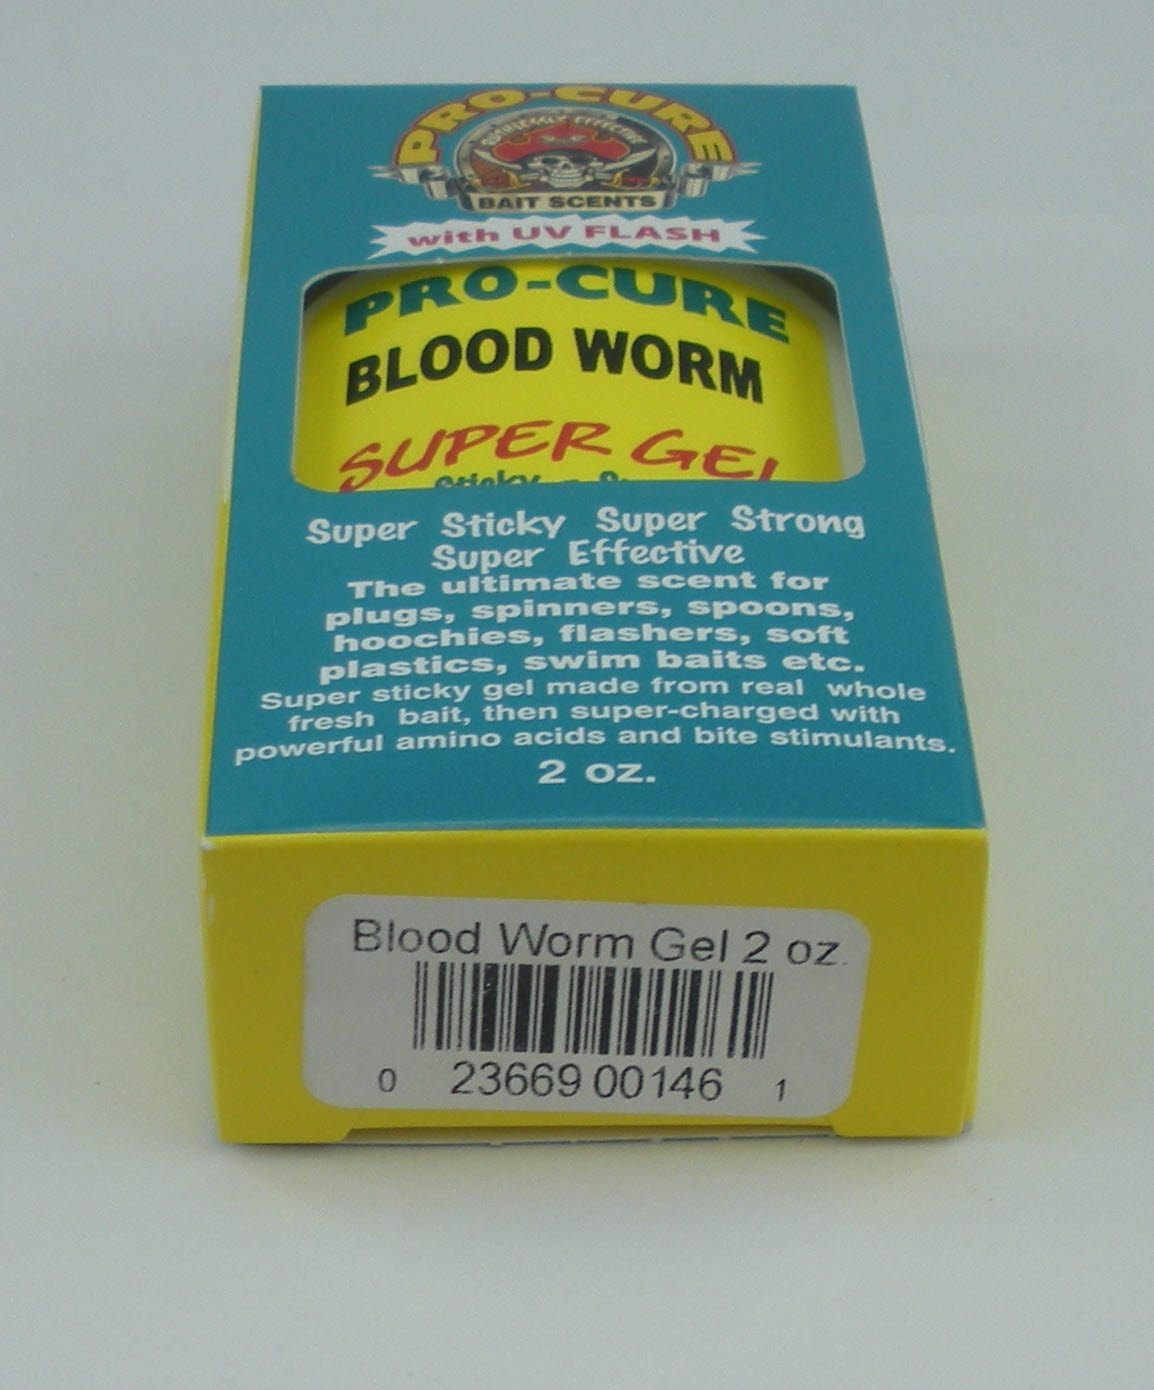 PRO-CURE
EFFECTIVE
BAIT SCENTS
with UV FLASH
PRO-CURE
BLOOD WORM
SUPER GEL
Sticky
Super Sticky Super Strong
Super Effective
The ultimate scent for
plugs, spinners, spoons,
hoochies, flashers, soft
plastics, swim baits etc.
Super sticky gel made from real whole
fresh bait, then super-charged with
powerful amino acids and bite stimulants.
2 oz.
Blood Worm Gel 2 oz.
0 23669 00146 1